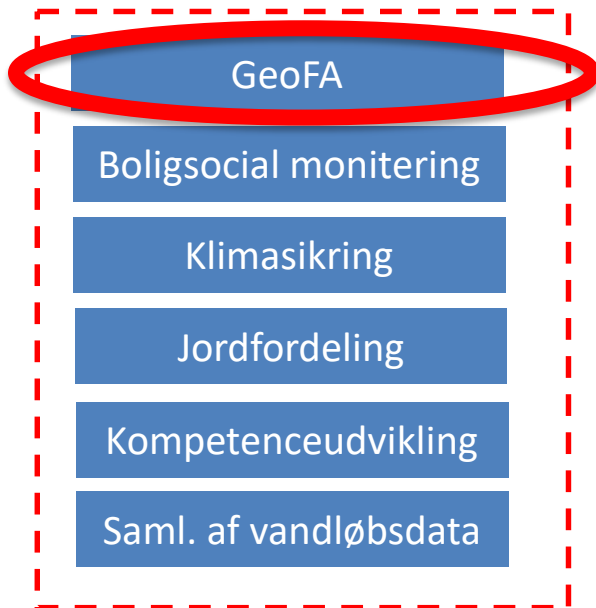 GeoFA
Boligsocial monitering
Klimasikring
Jordfordeling
Kompetenceudvikling
Saml. af vandløbsdata